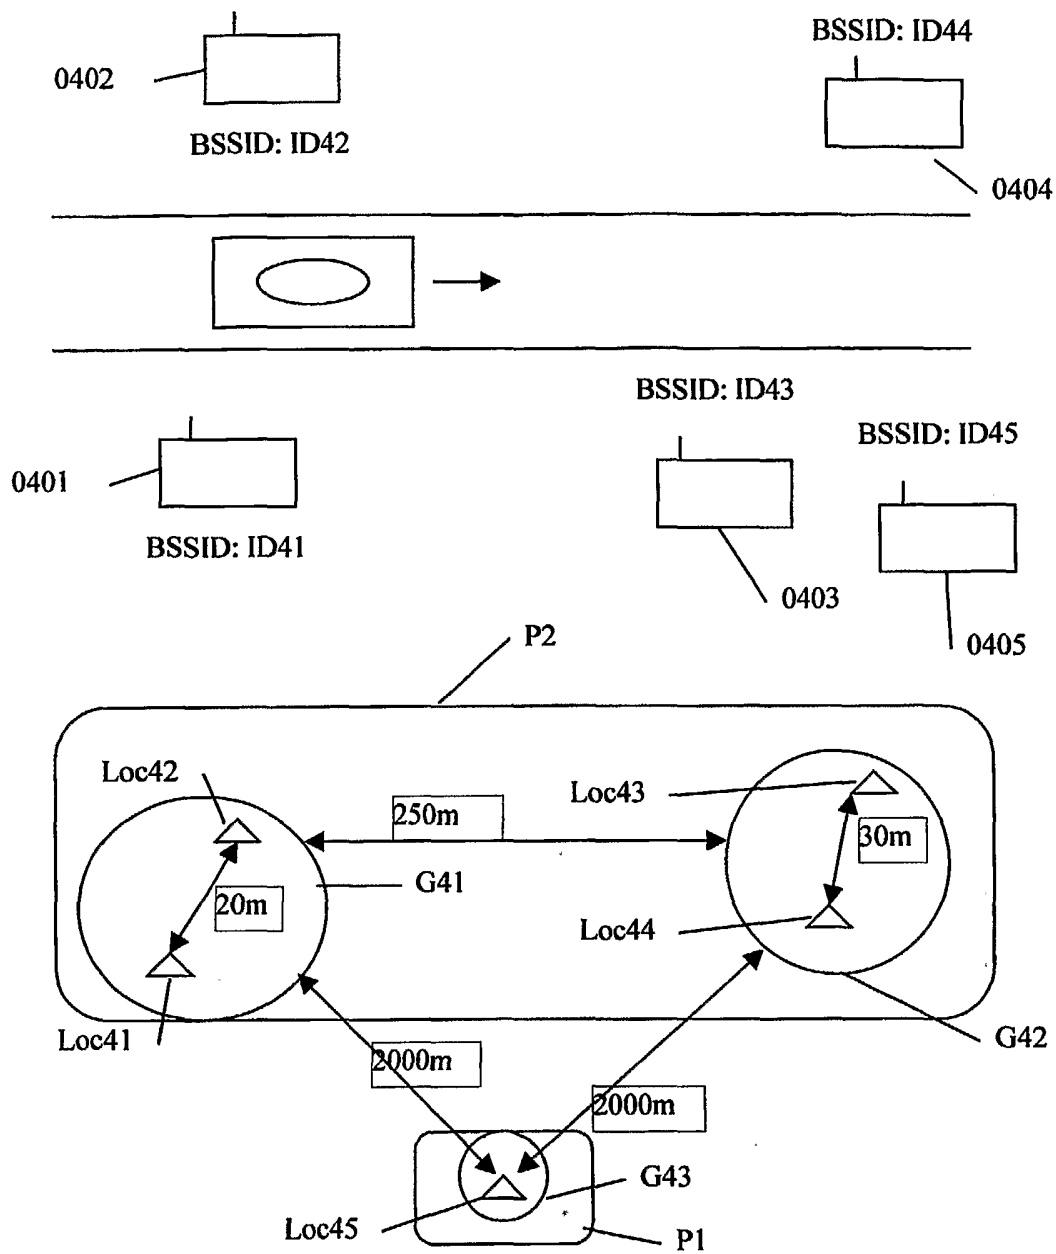 BSSID: ID44
0402
BSSID: ID42
0404
BSSID: ID43
BSSID: ID45
0401
BSSID: ID41
0403
0405
P2
Loc42
Loc43
250m
30m
G41
20m
Loc44
Loc41
G42
2000m
2000m
G43
Loc45
P1